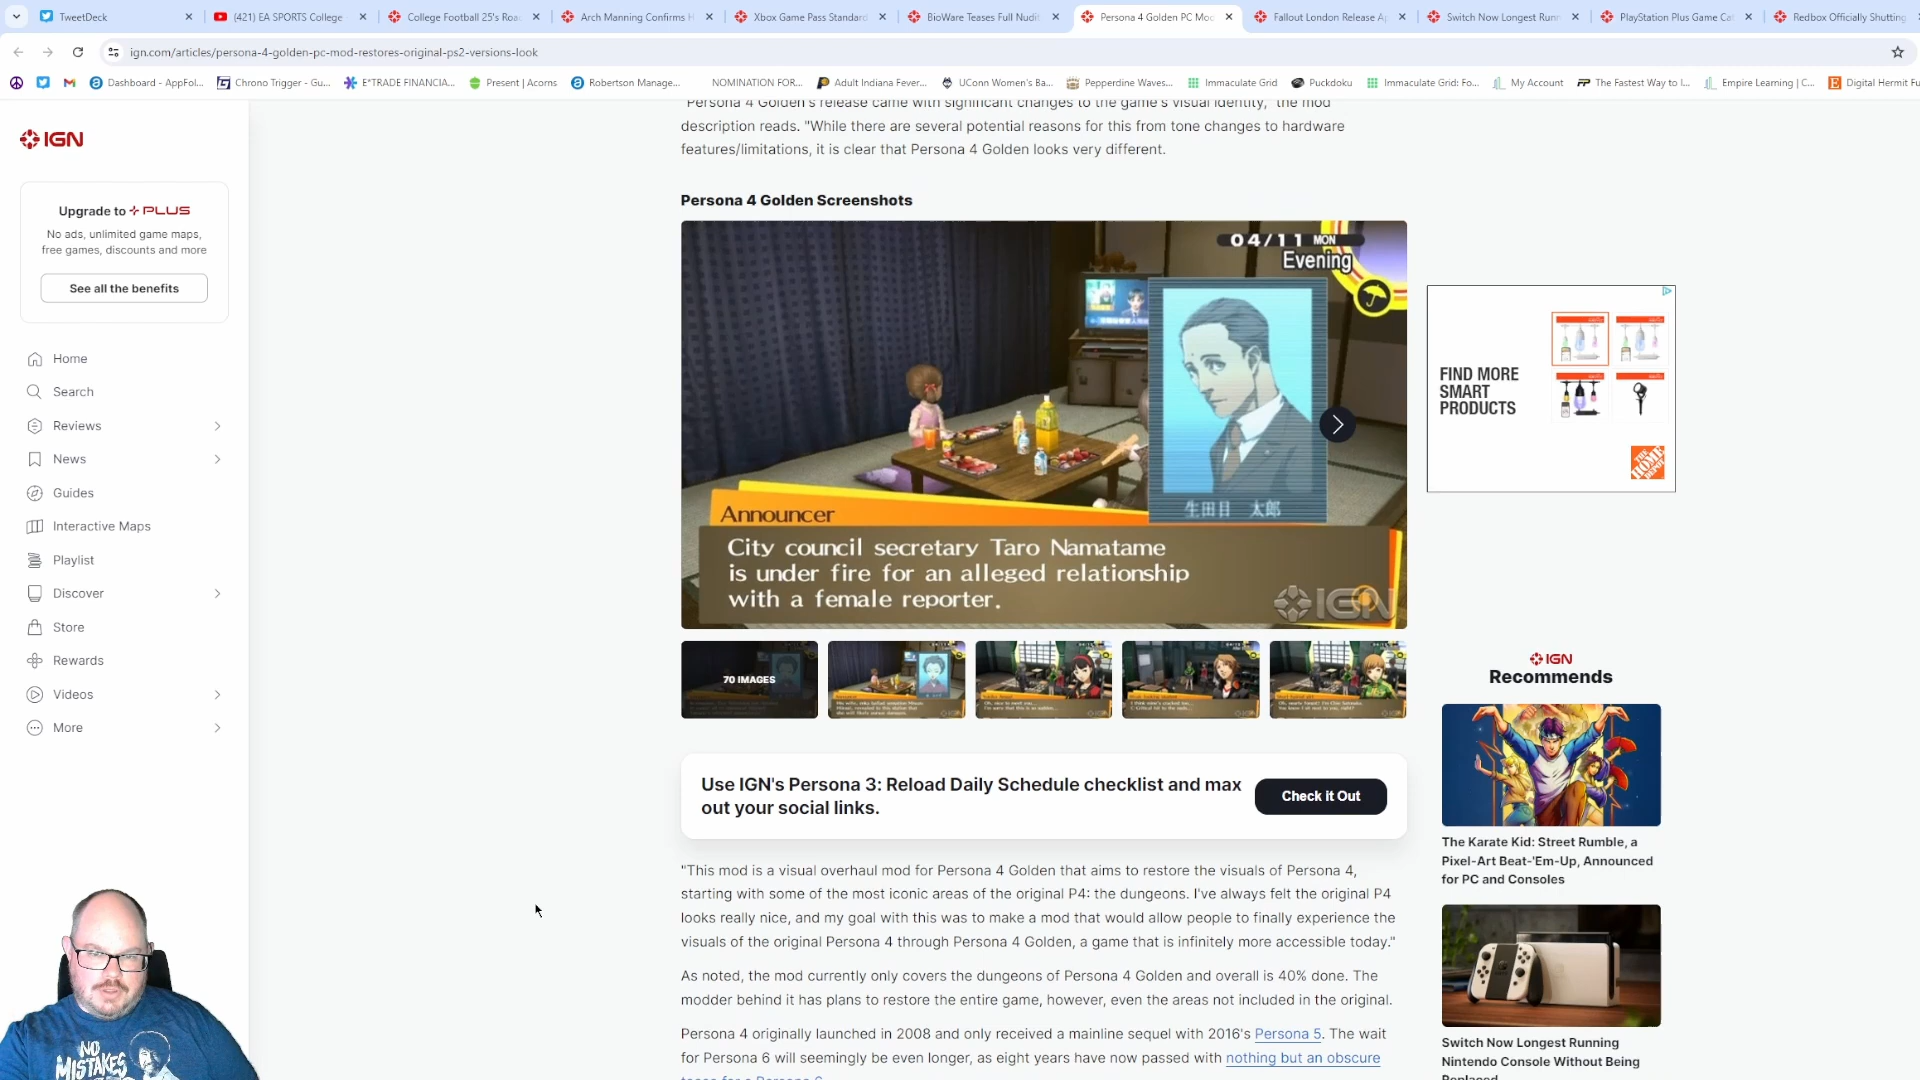 TweetDeck
(421) EA SPORTS College
College Football 25's Roa
Arch Manning Confirms H
Xbox Game Pass Standard
BioWare Teases Full Nudit
Persona 4 Golden PC Mod
Fallout London Release A
Switch Now Longest Runn
PlayStation Plus Game Cat
Redbox Officially Shutting
ign.com/articles/persona-4-golden-pc-mod-restores-original-ps2-versions-look
Dashboard - AppFol...
Chrono Trigger - Gu...
E*TRADE FINANCIA...
Present | Acorns
Robertson Manage...
NOMINATION FOR...
Adult Indiana Fever...
UConn Women's Ba...
Pepperdine Waves...
Immaculate Grid
Puckdoku
Immaculate Grid: Fo...
My Account
The Fastest Way to I...
Empire Learning | C...
Digital Hermit Fu
IGN
Upgrade to PLUS
No ads, unlimited game maps,
free games, discounts and more
See all the benefits
Home
Search
Reviews
News
Guides
Interactive Maps
Playlist
Discover
Store
Rewards
Videos
More
"Persona 4 Golden's release came with significant changes to the game's visual identity," the mod
description reads. "While there are several potential reasons for this from tone changes to hardware
features/limitations, it is clear that Persona 4 Golden looks very different.
Persona 4 Golden Screenshots
04/11 MON
Evening
生田目 太郎
Announcer
City council secretary Taro Namatame
is under fire for an alleged relationship
with a female reporter.
IGN
70 IMAGES
Use IGN's Persona 3: Reload Daily Schedule checklist and max
out your social links.
Check it Out
"This mod is a visual overhaul mod for Persona 4 Golden that aims to restore the visuals of Persona 4,
starting with some of the most iconic areas of the original P4: the dungeons. I've always felt the original P4
looks really nice, and my goal with this was to make a mod that would allow people to finally experience the
visuals of the original Persona 4 through Persona 4 Golden, a game that is infinitely more accessible today."
As noted, the mod currently only covers the dungeons of Persona 4 Golden and overall is 40% done. The
modder behind it has plans to restore the entire game, however, even the areas not included in the original.
Persona 4 originally launched in 2008 and only received a mainline sequel with 2016's Persona 5. The wait
for Persona 6 will seemingly be even longer, as eight years have now passed with nothing but an obscure
tease for a Persona 6
FIND MORE
SMART
PRODUCTS
THE HOME DEPOT
IGN
Recommends
The Karate Kid: Street Rumble, a
Pixel-Art Beat-'Em-Up, Announced
for PC and Consoles
Switch Now Longest Running
Nintendo Console Without Being
Replaced
NO
MISTAKES